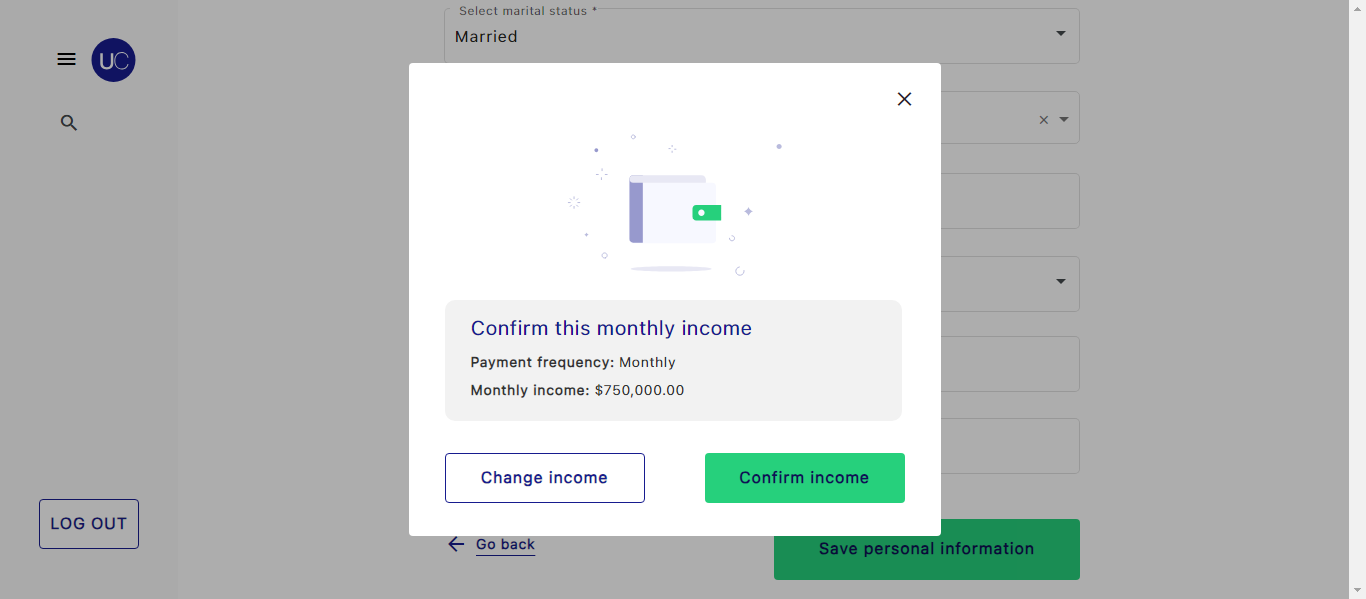 Select marital status *
Married
UC
Confirm this monthly income
Payment frequency: Monthly
Monthly income: $750,000.00
Change income
Confirm income
LOG OUT
Go back
Save personal information